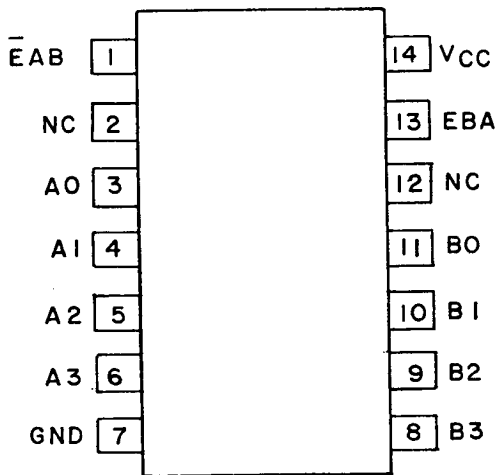 E̅AB 1 14 VCC
NC 2 13 EBA
A0 3 12 NC
A1 4 11 B0
A2 5 10 B1
A3 6 9 B2
GND 7 8 B3